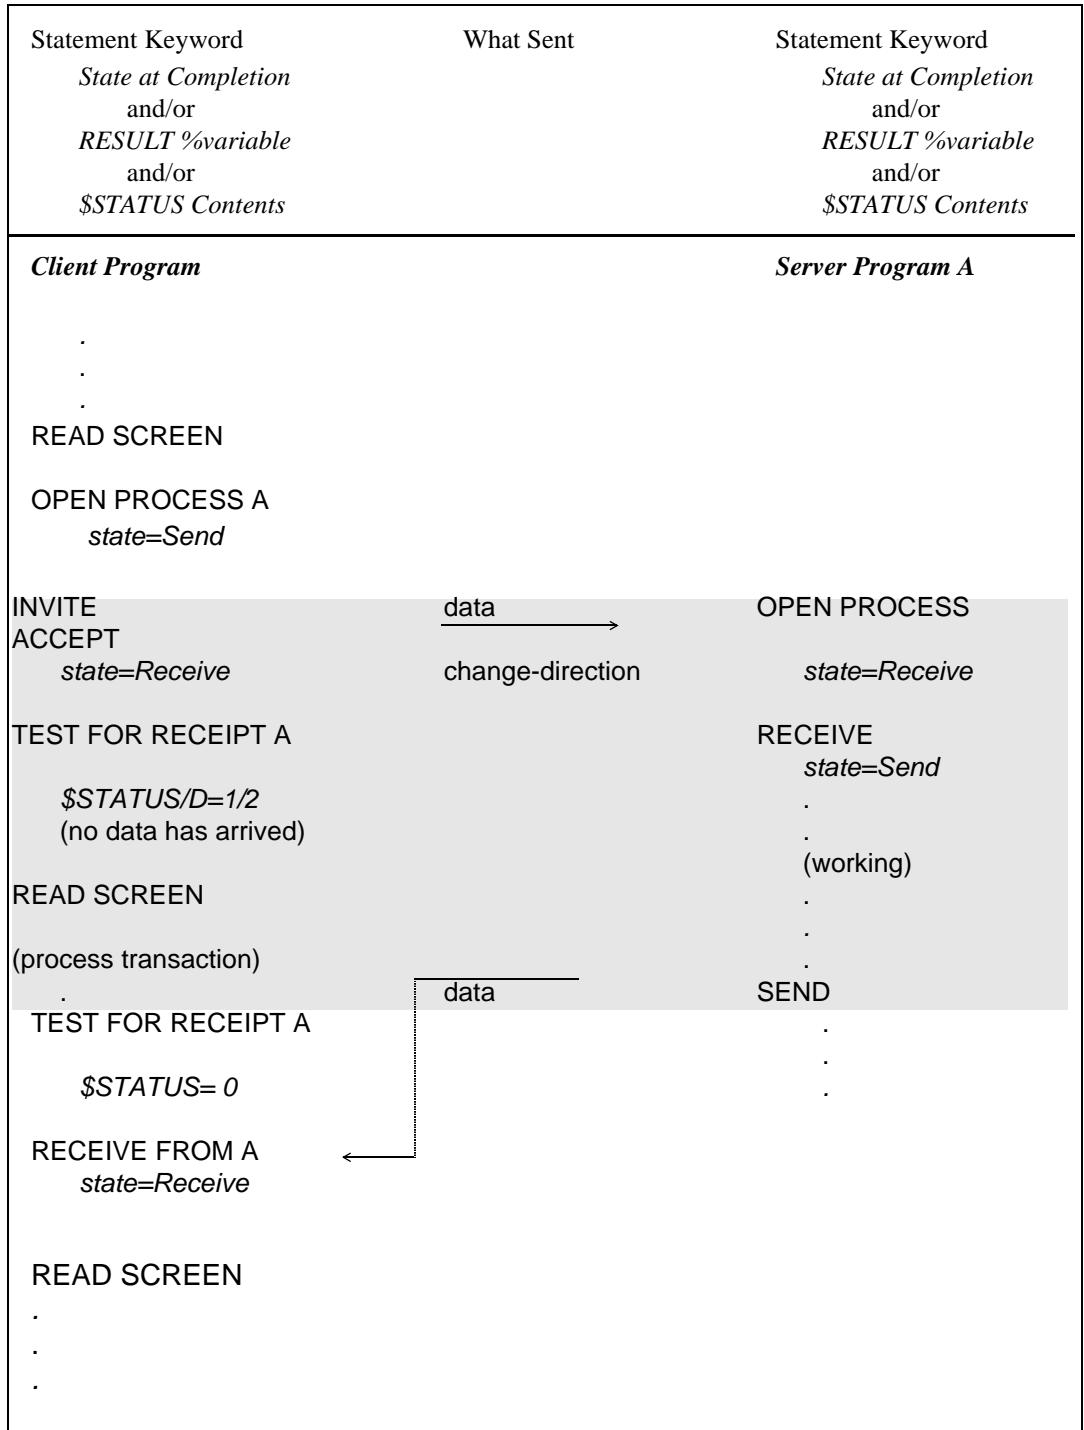 Statement Keyword What Sent Statement Keyword
State at Completion State at Completion
and/or and/or
RESULT %variable RESULT %variable
and/or and/or
$STATUS Contents $STATUS Contents
Client Program Server Program A
.
.
.
READ SCREEN
OPEN PROCESS A
state=Send
INVITE data OPEN PROCESS
ACCEPT
state=Receive change-direction state=Receive
TEST FOR RECEIPT A RECEIVE
state=Send
$STATUS/D=1/2 .
(no data has arrived) .
(working)
READ SCREEN .
.
(process transaction) .
. data SEND
TEST FOR RECEIPT A .
.
$STATUS= 0 .
RECEIVE FROM A
state=Receive
READ SCREEN
.
.
.